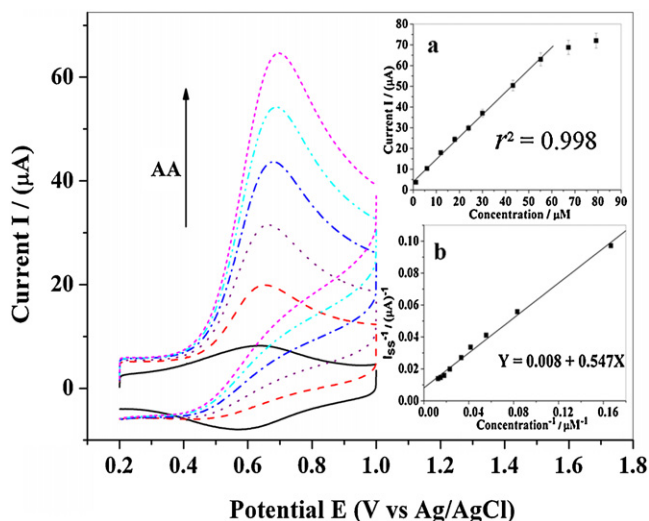 Current I / (μA)
60
40
20
0
0.2 0.4 0.6 0.8 1.0 1.2 1.4 1.6 1.8
Potential E (V vs Ag/AgCl)
AA
a
Current I / (μA)
80
70
60
50
40
30
20
10
0
0 10 20 30 40 50 60 70 80 90
Concentration / μM
r² = 0.998
b
Iss⁻¹ / (μA)⁻¹
0.10
0.08
0.06
0.04
0.02
0.00
0.00 0.04 0.08 0.12 0.16
Concentration⁻¹ / μM⁻¹
Y = 0.008 + 0.547X